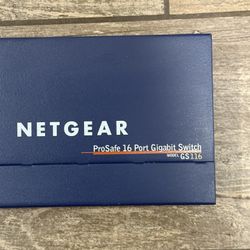 NETGEAR
ProSafe 16 Port Gigabit Switch
MODEL GS116